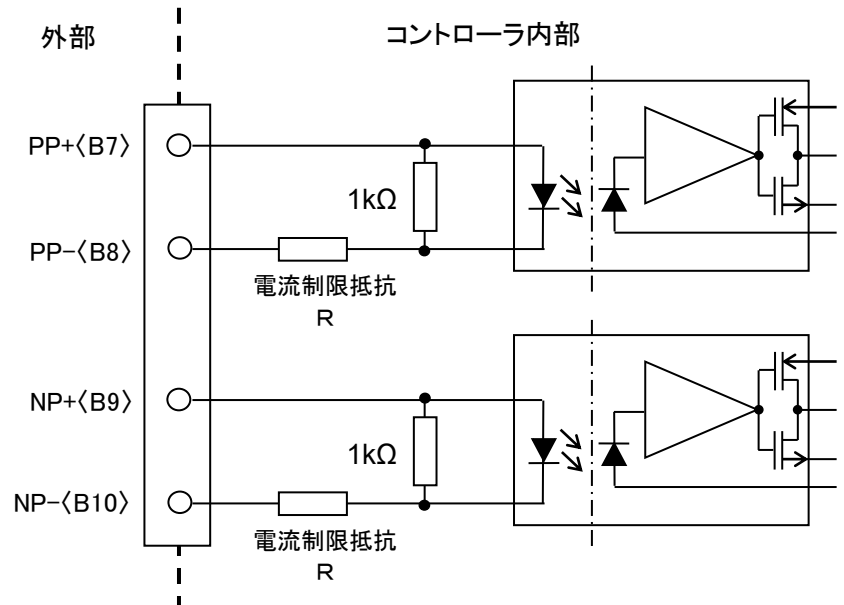 外部
コントローラ内部
PP+〈B7〉
1kΩ
PP-〈B8〉
電流制限抵抗
R
NP+〈B9〉
1kΩ
NP-〈B10〉
電流制限抵抗
R